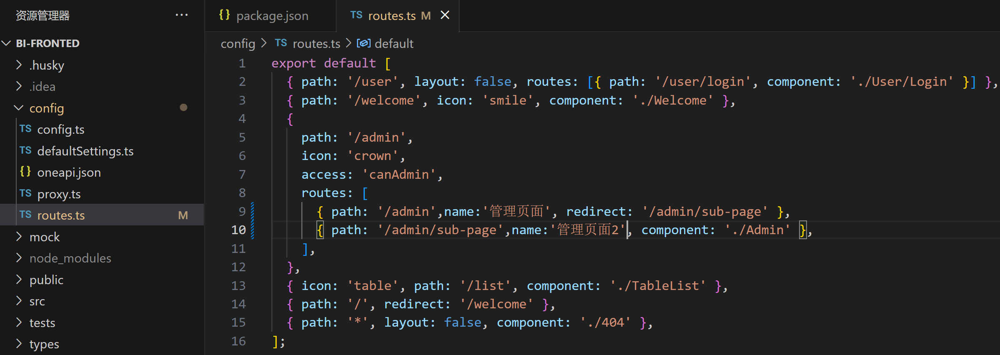 资源管理器 ···
BI-FRONTED
.husky
.idea
config
TS config.ts
TS defaultSettings.ts
{} oneapi.json
TS proxy.ts
TS routes.ts M
mock
node_modules
public
src
tests
types
{} package.json
TS routes.ts M
config > TS routes.ts > default
1 export default [
2 { path: '/user', layout: false, routes: [{ path: '/user/login', component: './User/Login' }] },
3 { path: '/welcome', icon: 'smile', component: './Welcome' },
4 {
5 path: '/admin',
6 icon: 'crown',
7 access: 'canAdmin',
8 routes: [
9 { path: '/admin',name:'管理页面', redirect: '/admin/sub-page' },
10 { path: '/admin/sub-page',name:'管理页面2', component: './Admin' },
11 ],
12 },
13 { icon: 'table', path: '/list', component: './TableList' },
14 { path: '/', redirect: '/welcome' },
15 { path: '*', layout: false, component: './404' },
16 ];